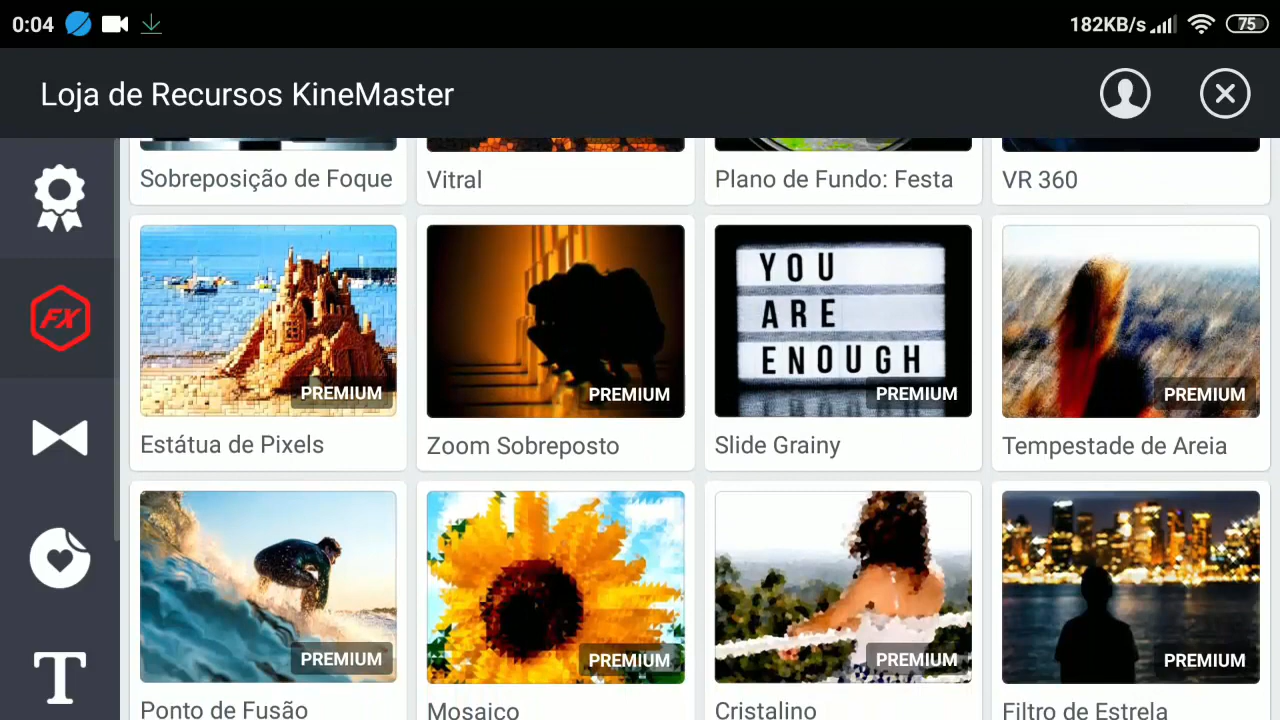 0:04
182KB/s
75
Loja de Recursos KineMaster
Sobreposição de Foque
Vitral
Plano de Fundo: Festa
VR 360
FX
PREMIUM
PREMIUM
YOU
ARE
ENOUGH
PREMIUM
PREMIUM
Estátua de Pixels
Zoom Sobreposto
Slide Grainy
Tempestade de Areia
PREMIUM
PREMIUM
PREMIUM
PREMIUM
T
Ponto de Fusão
Mosaico
Cristalino
Filtro de Estrela